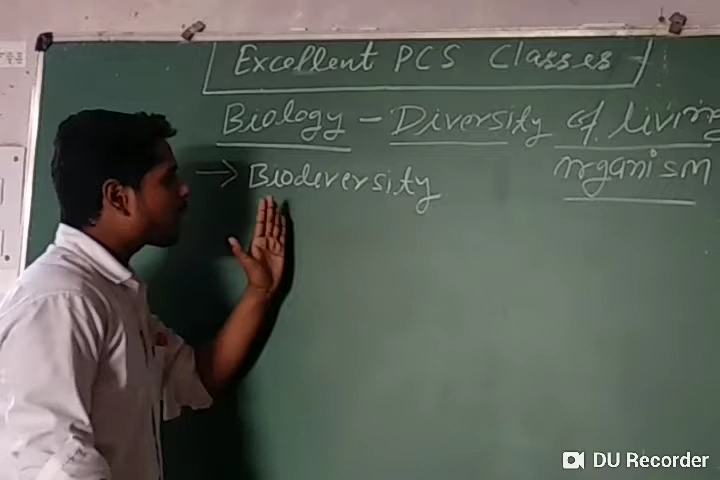 Excellent PCS Classes
Biology - Diversity of living
organism
→ Biodiversity
DU Recorder